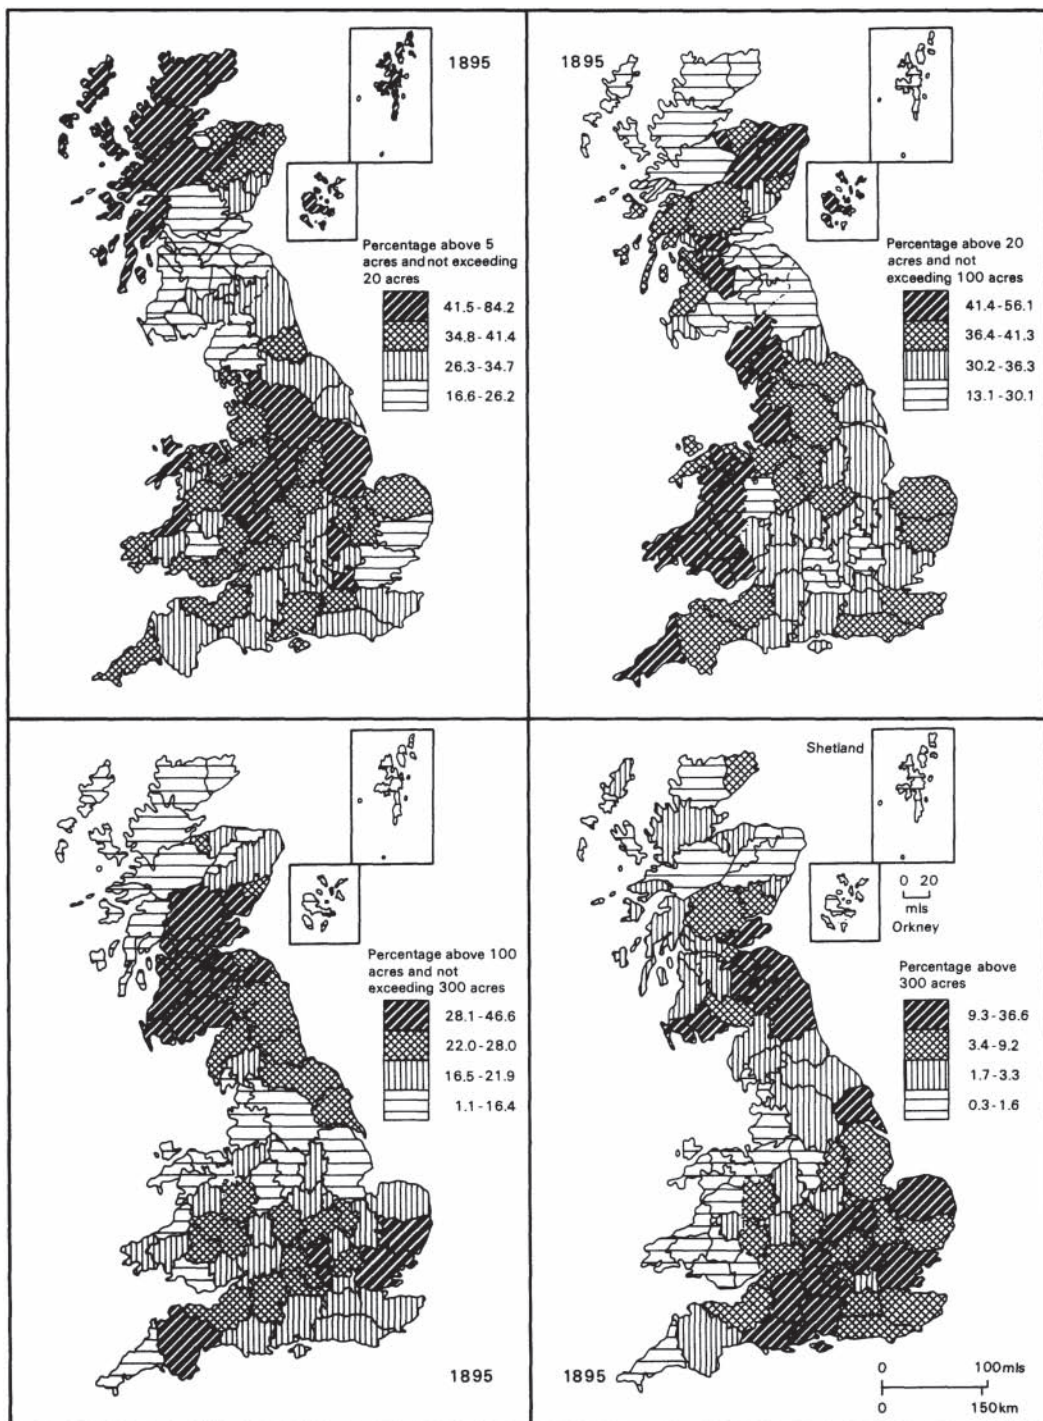 1895
Percentage above 5
acres and not exceeding
20 acres
41.5-84.2
34.8-41.4
26.3-34.7
16.6-26.2
1895
Percentage above 20
acres and not
exceeding 100 acres
41.4-56.1
36.4-41.3
30.2-36.3
13.1-30.1
Percentage above 100
acres and not
exceeding 300 acres
28.1-46.6
22.0-28.0
16.5-21.9
1.1-16.4
1895
Shetland
0 20
mls
Orkney
Percentage above
300 acres
9.3-36.6
3.4-9.2
1.7-3.3
0.3-1.6
1895
0 100mls
0 150km